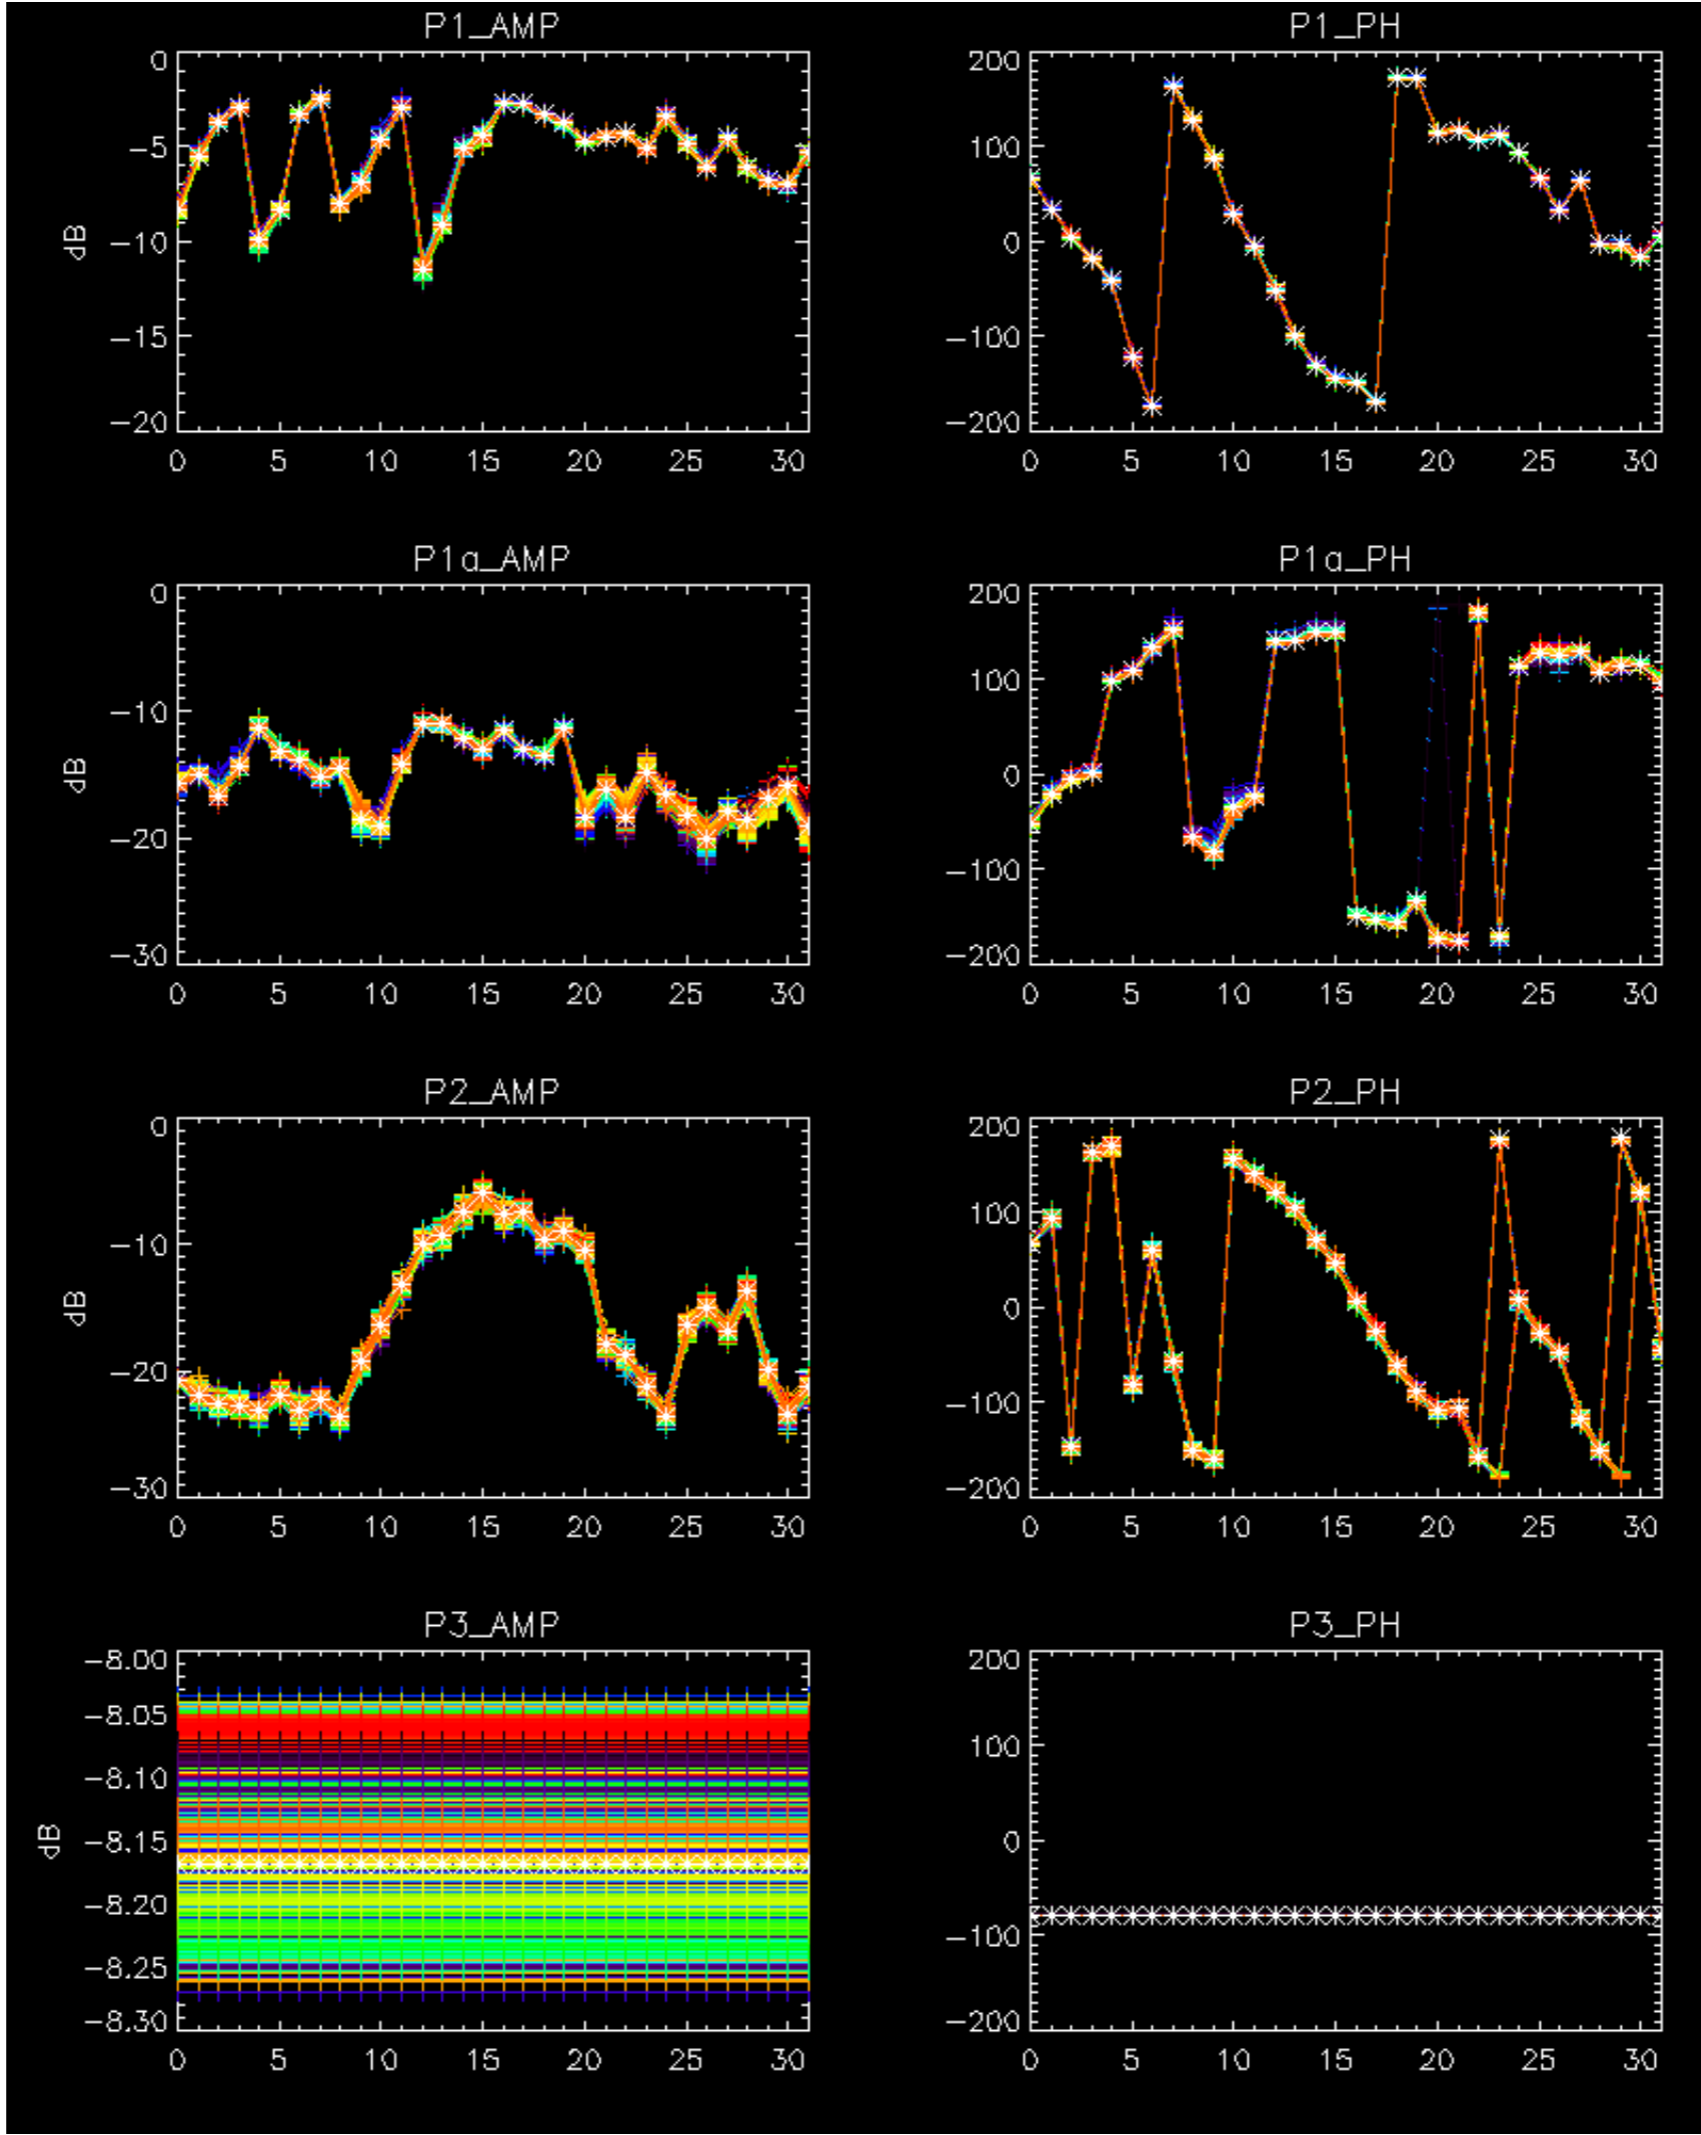 P1_AMP P1_PH
0 200
-5 100
dB -10 0
-15 -100
-20 -200
0 5 10 15 20 25 30 0 5 10 15 20 25 30
P1a_AMP P1a_PH
0 200
-10 100
dB 0
-20 -100
-30 -200
0 5 10 15 20 25 30 0 5 10 15 20 25 30
P2_AMP P2_PH
0 200
-10 100
dB 0
-20 -100
-30 -200
0 5 10 15 20 25 30 0 5 10 15 20 25 30
P3_AMP P3_PH
-8.00 200
-8.05
-8.10 100
dB -8.15 0
-8.20
-8.25 -100
-8.30 -200
0 5 10 15 20 25 30 0 5 10 15 20 25 30